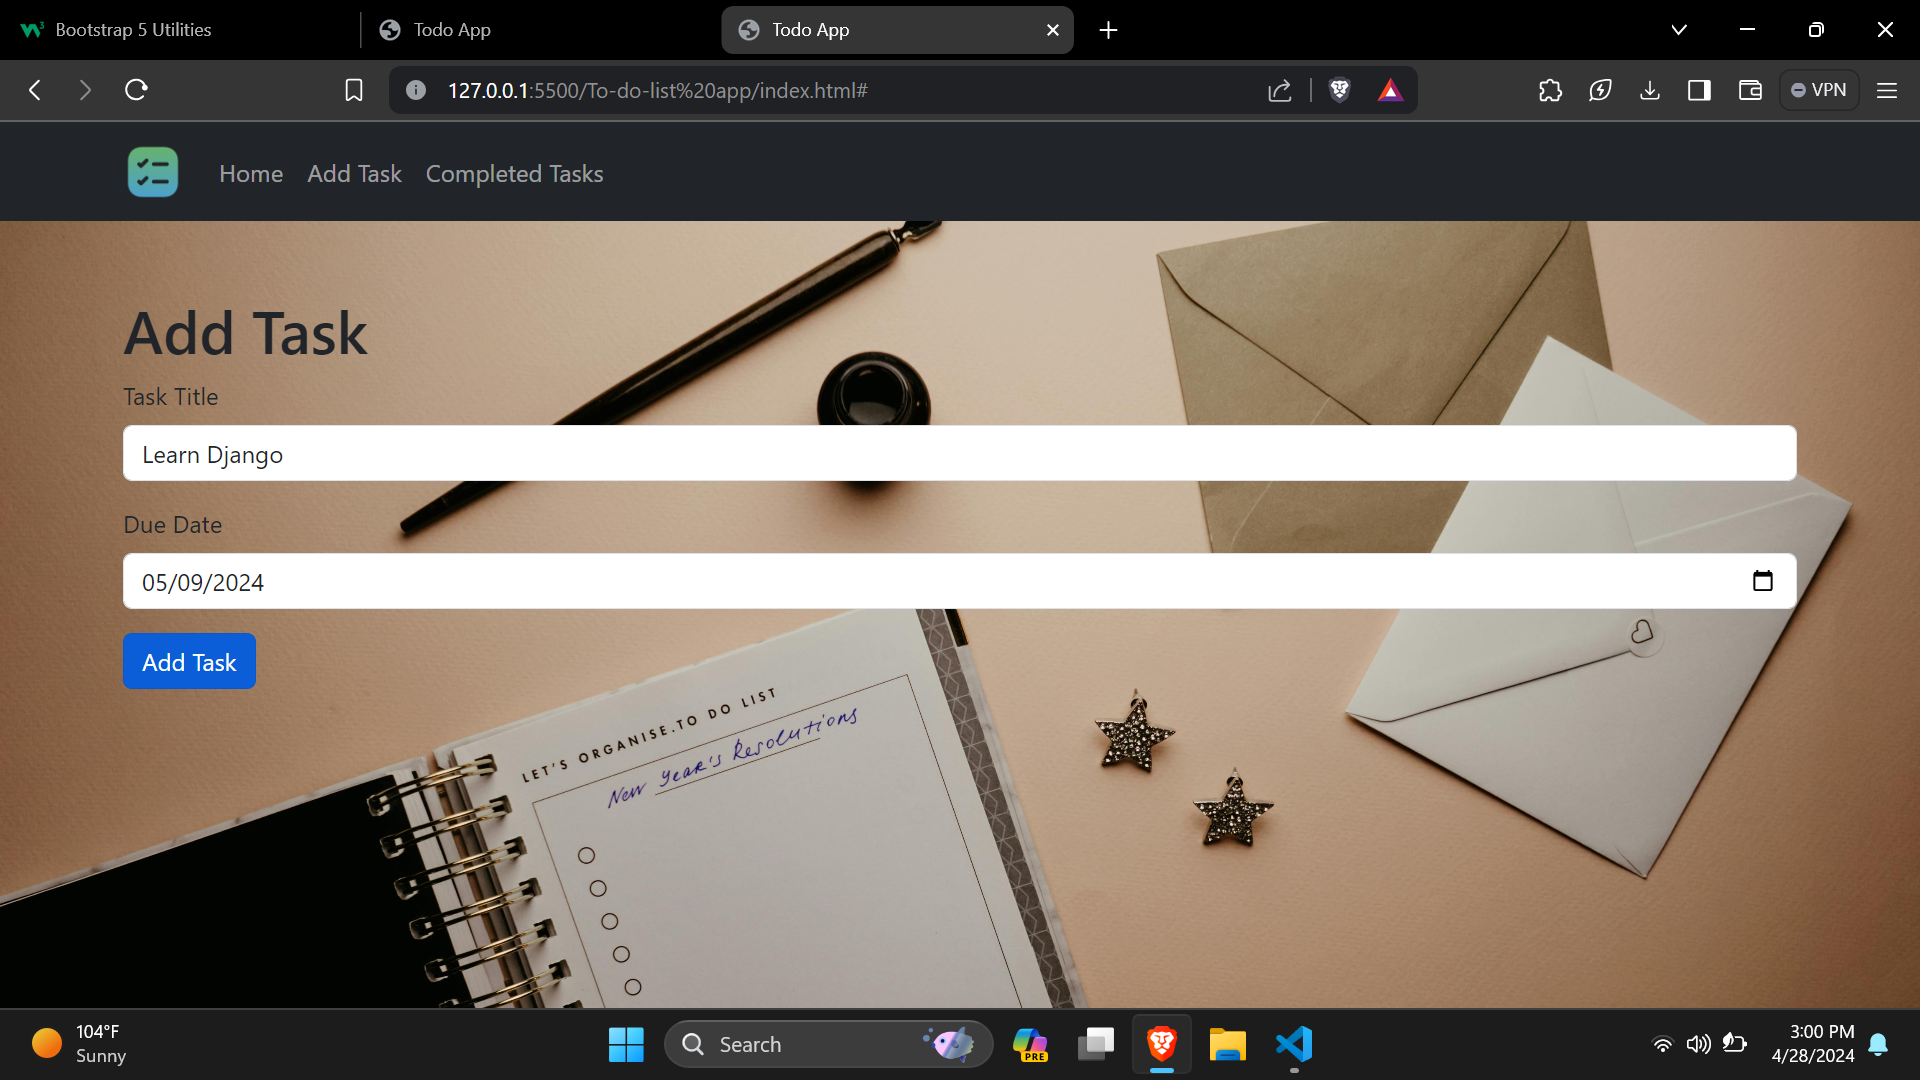 Bootstrap 5 Utilities
Todo App
Todo App
127.0.0.1:5500/To-do-list%20app/index.html#
VPN
Home Add Task Completed Tasks
Add Task
Task Title
Learn Django
Due Date
05/09/2024
Add Task
LET'S ORGANISE.TO DO LIST
New Year's Resolutions
104°F
Sunny
Search
PRE
3:00 PM
4/28/2024